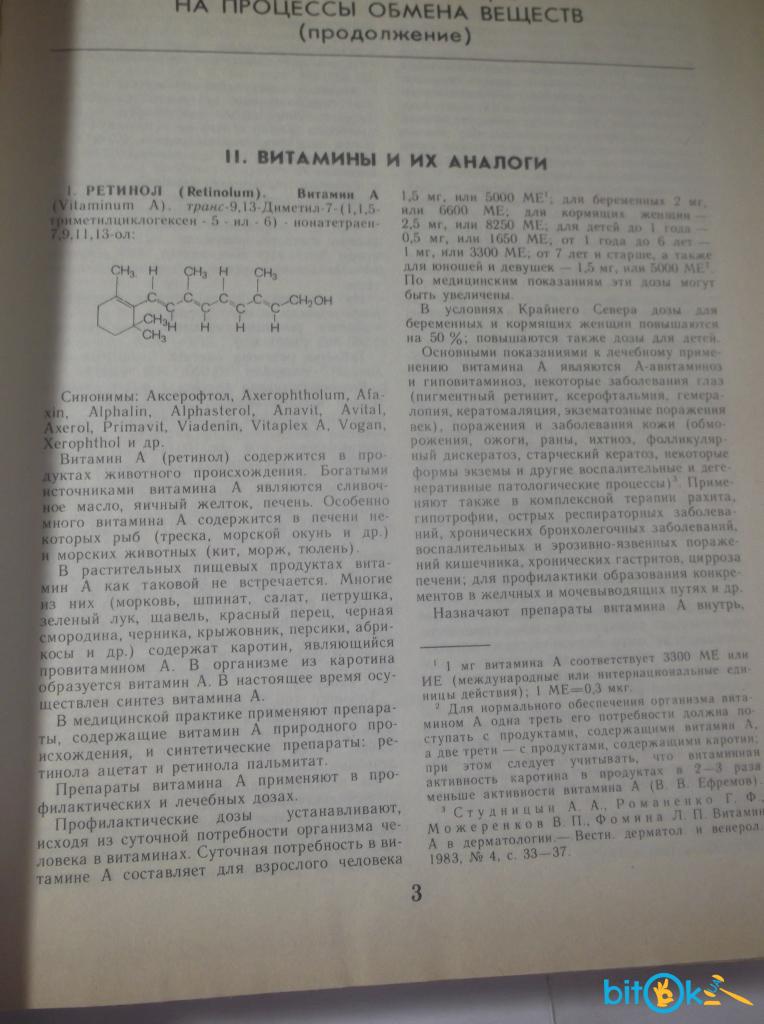 НА ПРОЦЕССЫ ОБМЕНА ВЕЩЕСТВ
(продолжение)
II. ВИТАМИНЫ И ИХ АНАЛОГИ
1. РЕТИНОЛ (Retinolum). Витамин А
(Vitaminum A). транс-9,13-Диметил-7-(1,1,5-
триметилциклогексен - 5 - ил - 6) - нонатетраен-
7,9,11,13-ол:
CH₃ H CH₃ H CH₃
C C C C CH₂OH
C C C C
CH₃ H H H H
CH₃
Синонимы: Аксерофтол, Axerophtholum, Afa-
xin, Alphalin, Alphasterol, Anavit, Avital,
Axerol, Primavit, Viadenin, Vitaplex A, Vogan,
Xerophthol и др.
Витамин А (ретинол) содержится в про-
дуктах животного происхождения. Богатыми
источниками витамина А являются сливоч-
ное масло, яичный желток, печень. Особенно
много витамина А содержится в печени не-
которых рыб (треска, морской окунь и др.)
и морских животных (кит, морж, тюлень).
В растительных пищевых продуктах вита-
мин А как таковой не встречается. Многие
из них (морковь, шпинат, салат, петрушка,
зеленый лук, щавель, красный перец, черная
смородина, черника, крыжовник, персики, абри-
косы и др.) содержат каротин, являющийся
провитамином А. В организме из каротина
образуется витамин А. В настоящее время осу-
ществлен синтез витамина А.
В медицинской практике применяют препара-
ты, содержащие витамин А природного про-
исхождения, и синтетические препараты: ре-
тинола ацетат и ретинола пальмитат.
Препараты витамина А применяют в про-
филактических и лечебных дозах.
Профилактические дозы устанавливают,
исходя из суточной потребности организма че-
ловека в витаминах. Суточная потребность в ви-
тамине А составляет для взрослого человека
1,5 мг, или 5000 МЕ¹; для беременных 2 мг,
или 6600 МЕ; для кормящих женщин —
2,5 мг, или 8250 МЕ; для детей до 1 года —
0,5 мг, или 1650 МЕ; от 1 года до 6 лет —
1 мг, или 3300 МЕ; от 7 лет и старше, а также
для юношей и девушек — 1,5 мг, или 5000 МЕ².
По медицинским показаниям эти дозы могут
быть увеличены.
В условиях Крайнего Севера дозы для
беременных и кормящих женщин повышаются
на 50 %; повышаются также дозы для детей.
Основными показаниями к лечебному приме-
нению витамина А являются А-авитаминоз
и гиповитаминоз, некоторые заболевания глаз
(пигментный ретинит, ксерофтальмия, гемера-
лопия, кератомаляция, экзематозные поражения
век), поражения и заболевания кожи (обмо-
рожения, ожоги, раны, ихтиоз, фолликуляр-
ный дискератоз, старческий кератоз, некоторые
формы экземы и другие воспалительные и деге-
неративные патологические процессы)³. Приме-
няют также в комплексной терапии рахита,
гипотрофии, острых респираторных заболева-
ний, хронических бронхолегочных заболеваний,
воспалительных и эрозивно-язвенных пораже-
ний кишечника, хронических гастритов, цирроза
печени; для профилактики образования конкре-
ментов в желчных и мочевыводящих путях и др.
Назначают препараты витамина А внутрь,
¹ 1 мг витамина А соответствует 3300 МЕ или
ИЕ (международные или интернациональные еди-
ницы действия); 1 МЕ=0,3 мкг.
² Для нормального обеспечения организма вита-
мином А одна треть его потребности должна по-
ступать с продуктами, содержащими витамин А,
а две трети — с продуктами, содержащими каротин;
при этом следует учитывать, что витаминная
активность каротина в продуктах в 2—3 раза
меньше активности витамина А (В. В. Ефремов).
³ Студницын А. А., Романенко Г. Ф.,
Можеренков В. П., Фомина Л. П. Витамин
А в дерматологии.— Вестн. дерматол. и венерол.
1983, № 4, с. 33—37.
3
bitOk.UA